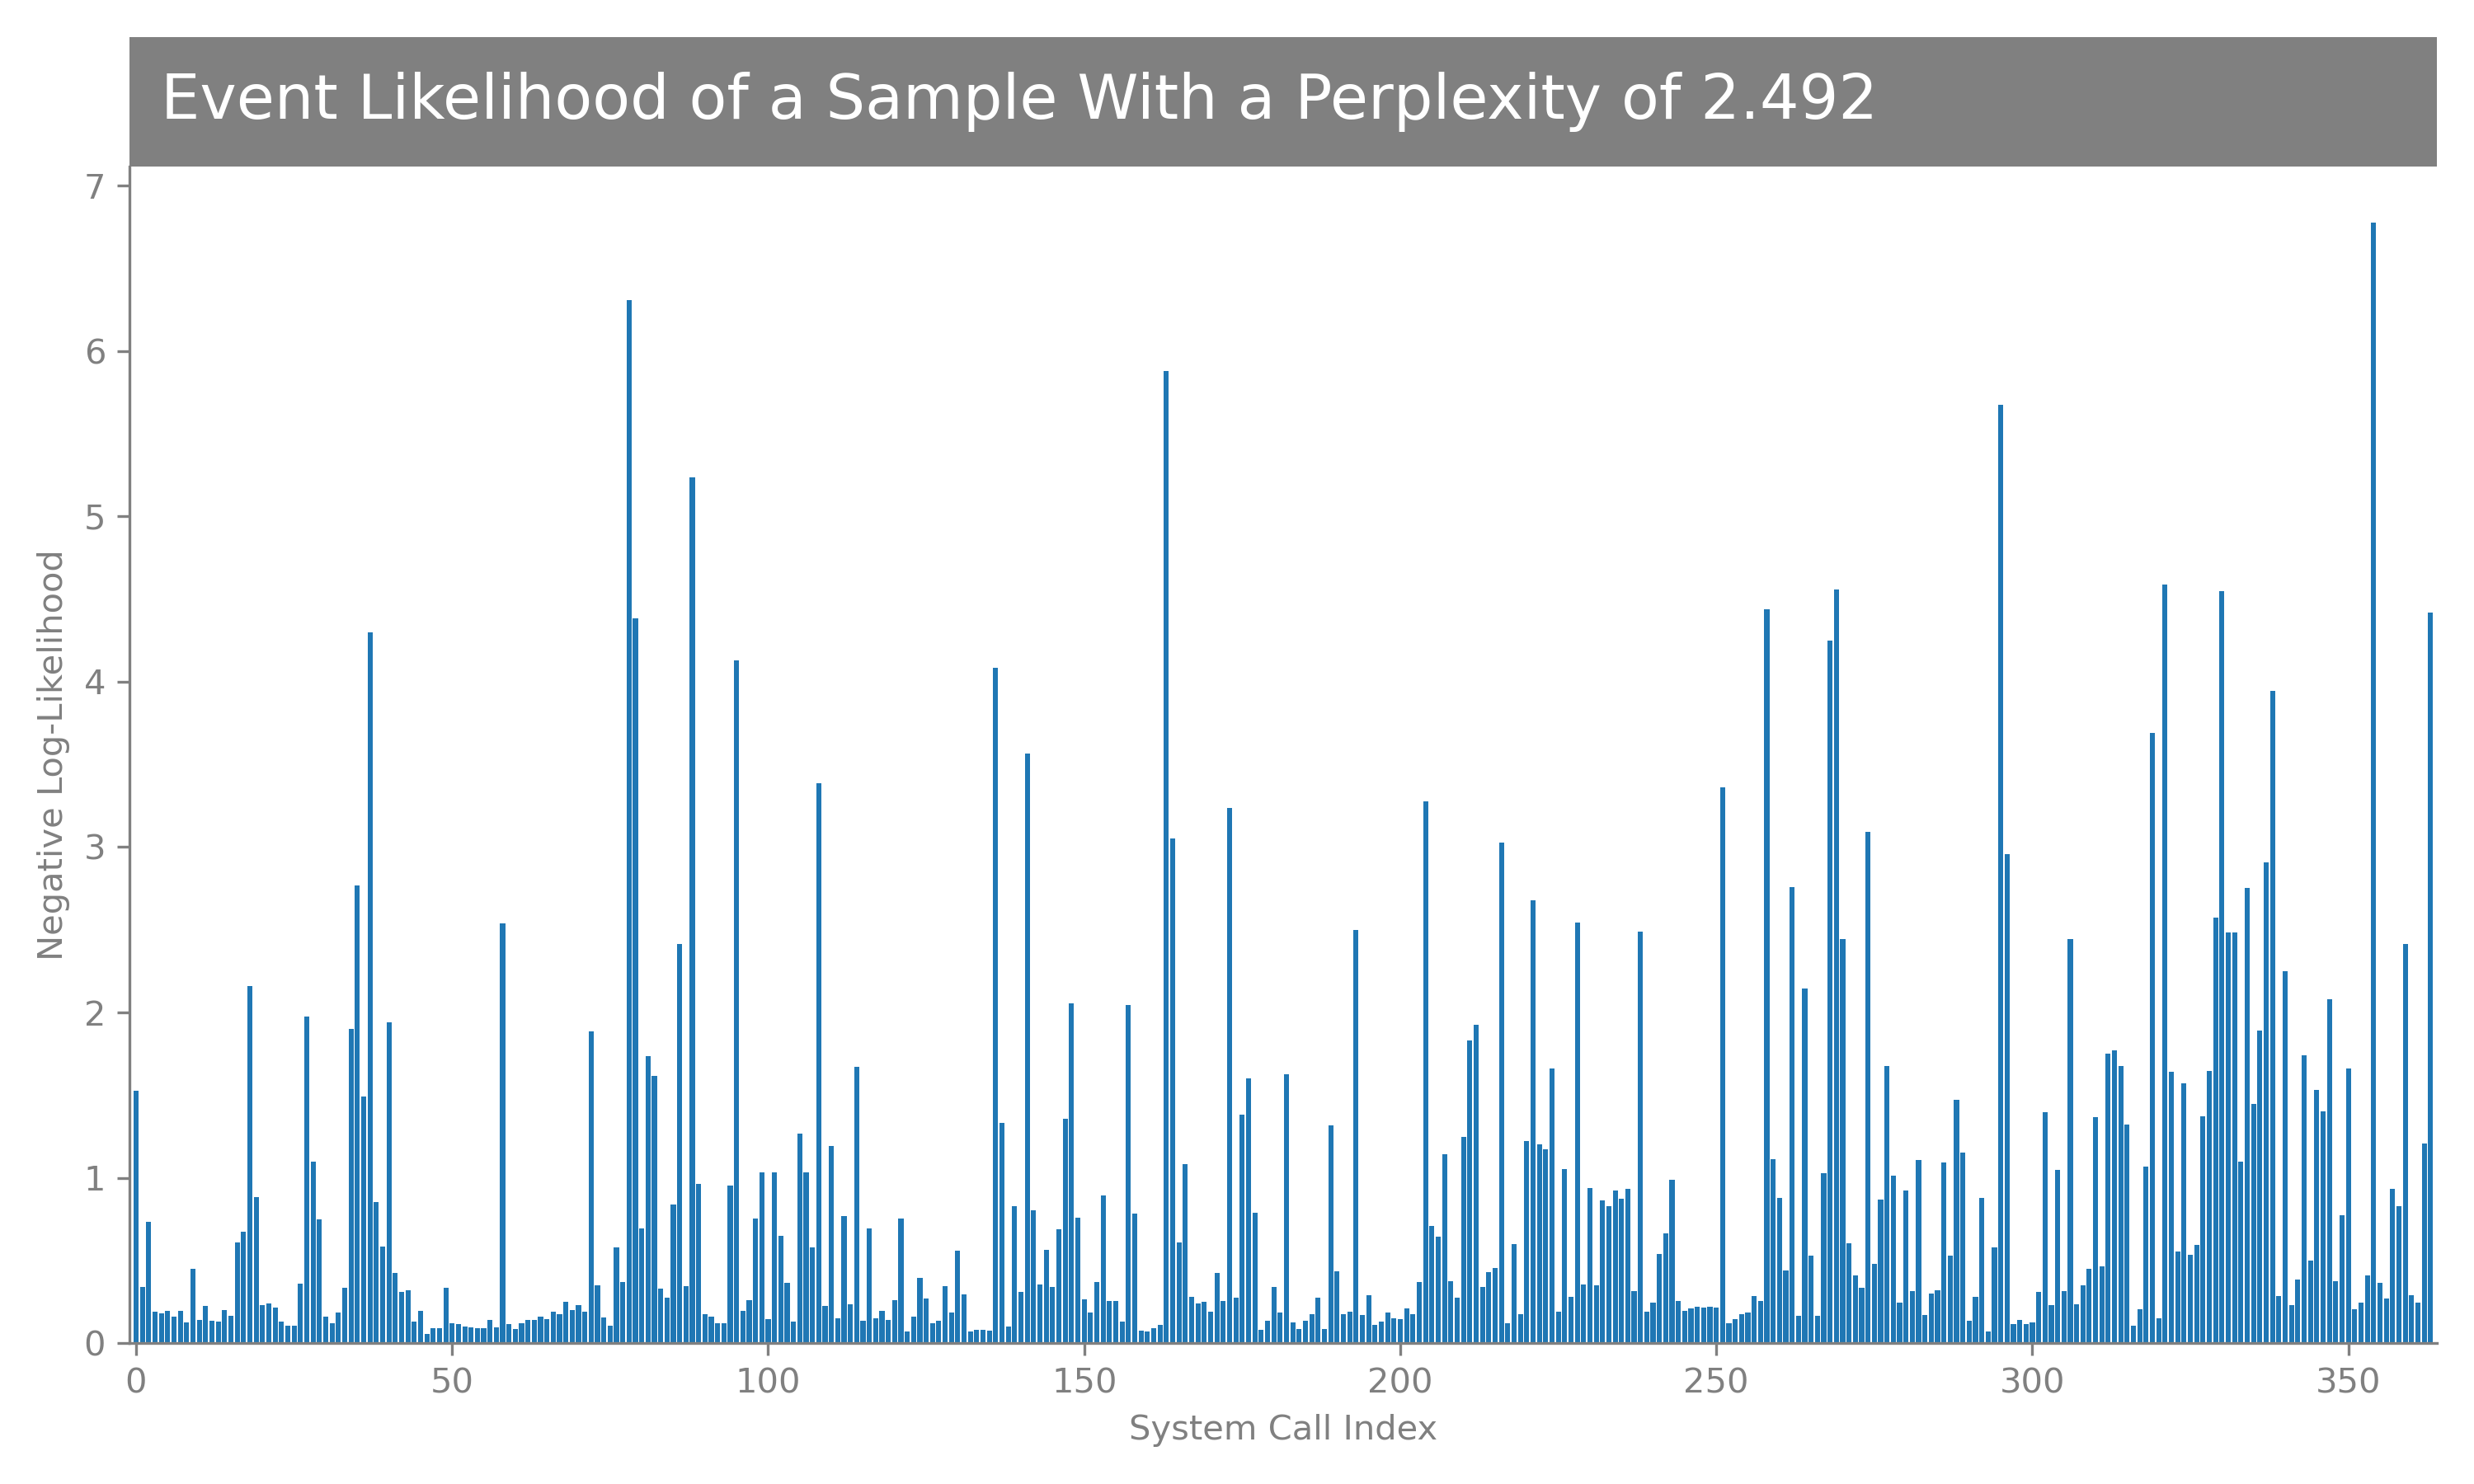 Event Likelihood of a Sample With a Perplexity of 2.492
7
6
5
4
3
2
1
0
Negative Log-Likelihood
0 50 100 150 200 250 300 350
System Call Index